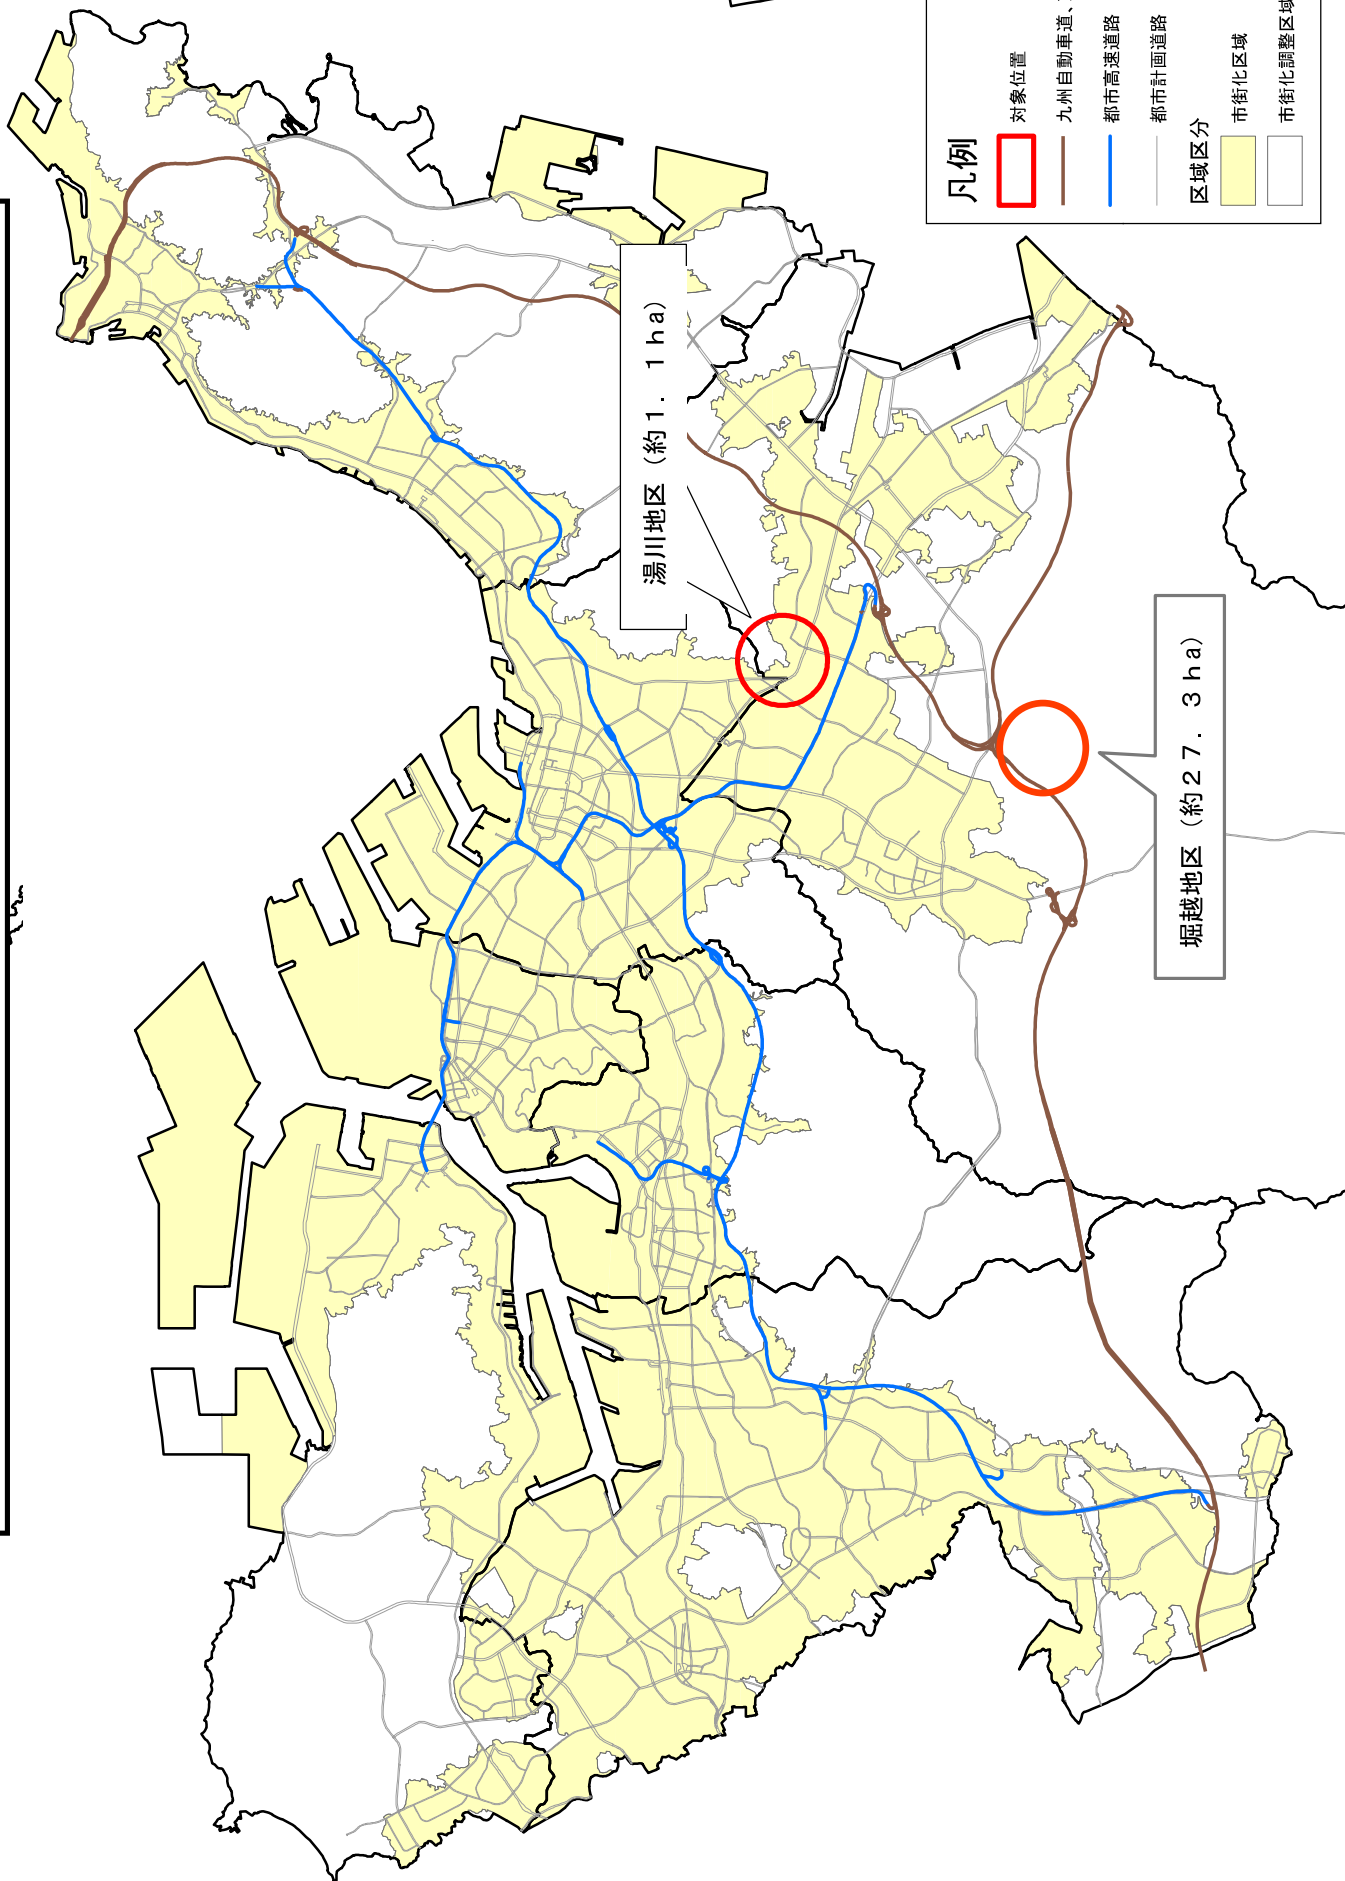 湯川地区（約１．１ha）
堀越地区（約２７．３ha）
凡例
対象位置
九州自動車道、
都市高速道路
都市計画道路
区域区分
市街化区域
市街化調整区域